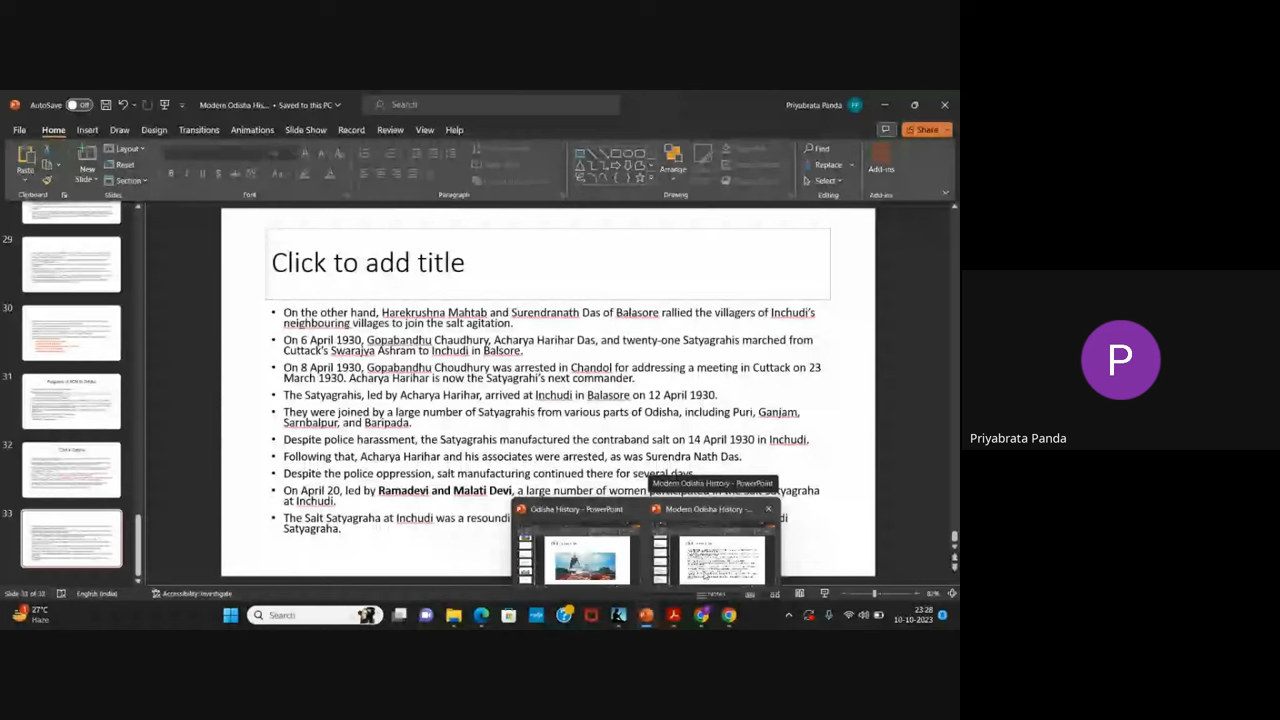 AutoSave Off Modern Odisha His... • Saved to this PC Search Priyabrata Panda PP
File Home Insert Draw Design Transitions Animations Slide Show Record Review View Help Share
Paste New Slide Layout Reset Section Arrange Find Replace Select Add-ins
Clipboard Slides Font Paragraph Drawing Editing Add-ins
29
30
31
32
33
Click to add title
• On the other hand, Harekrushna Mahtab and Surendranath Das of Balasore rallied the villagers of Inchudi's
neighbouring villages to join the salt agitation.
• On 6 April 1930, Gopabandhu Chaudhury, Acharya Harihar Das, and twenty-one Satyagrahis marched from
Cuttack's Swarajya Ashram to Inchudi in Balsore.
• On 8 April 1930, Gopabandhu Choudhury was arrested in Chandol for addressing a meeting in Cuttack on 23
March 1930. Acharya Harihar is now the Satyagrahi's next commander.
• The Satyagrahis, led by Acharya Harihar, arrived at Inchudi in Balasore on 12 April 1930.
• They were joined by a large number of Satyagrahis from various parts of Odisha, including Puri, Ganjam,
Sarnbalpur, and Baripada.
• Despite police harassment, the Satyagrahis manufactured the contraband salt on 14 April 1930 in Inchudi.
• Following that, Acharya Harihar and his associates were arrested, as was Surendra Nath Das.
• Despite police oppression, salt manufacturing continued there for several days.
• On April 20, led by Ramadevi and Malati Devi, a large number of women participated in the Salt Satyagraha
at Inchudi.
• The Salt Satyagraha at Inchudi was a resoundi
Satyagraha.
Modern Odisha History - PowerPoint
Odisha History - PowerPoint Modern Odisha History -...
Slide 33 of 33 English (India) Accessibility: Investigate 82%
27°C
Haze
Search
23:28
10-10-2023
P
Priyabrata Panda